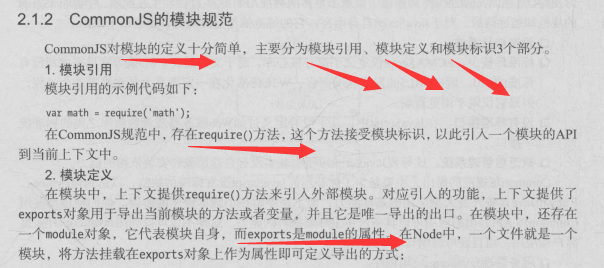 2.1.2 CommonJS的模块规范
CommonJS对模块的定义十分简单，主要分为模块引用、模块定义和模块标识3个部分。
1. 模块引用
模块引用的示例代码如下：
var math = require('math');
在CommonJS规范中，存在require()方法，这个方法接受模块标识，以此引入一个模块的API
到当前上下文中。
2. 模块定义
在模块中，上下文提供require()方法来引入外部模块。对应引入的功能，上下文提供了
exports对象用于导出当前模块的方法或者变量，并且它是唯一导出的出口。在模块中，还存在
一个module对象，它代表模块自身，而exports是module的属性。在Node中，一个文件就是一个
模块，将方法挂载在exports对象上作为属性即可定义导出的方式：